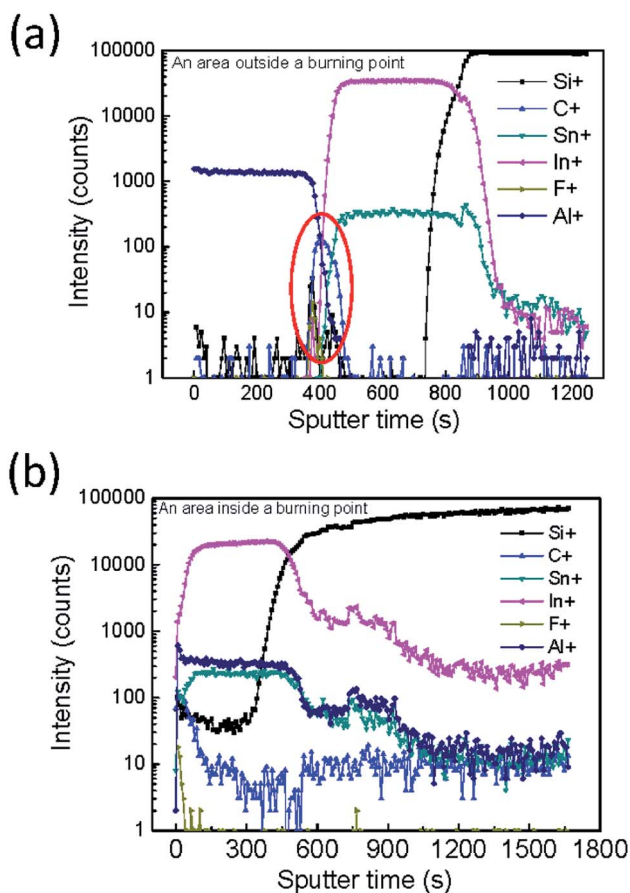 (a)
An area outside a burning point
100000
10000
1000
100
10
1
Intensity (counts)
Si+
C+
Sn+
In+
F+
Al+
0 200 400 600 800 1000 1200
Sputter time (s)
(b)
An area inside a burning point
100000
10000
1000
100
10
1
Intensity (counts)
Si+
C+
Sn+
In+
F+
Al+
0 300 600 900 1200 1500 1800
Sputter time (s)